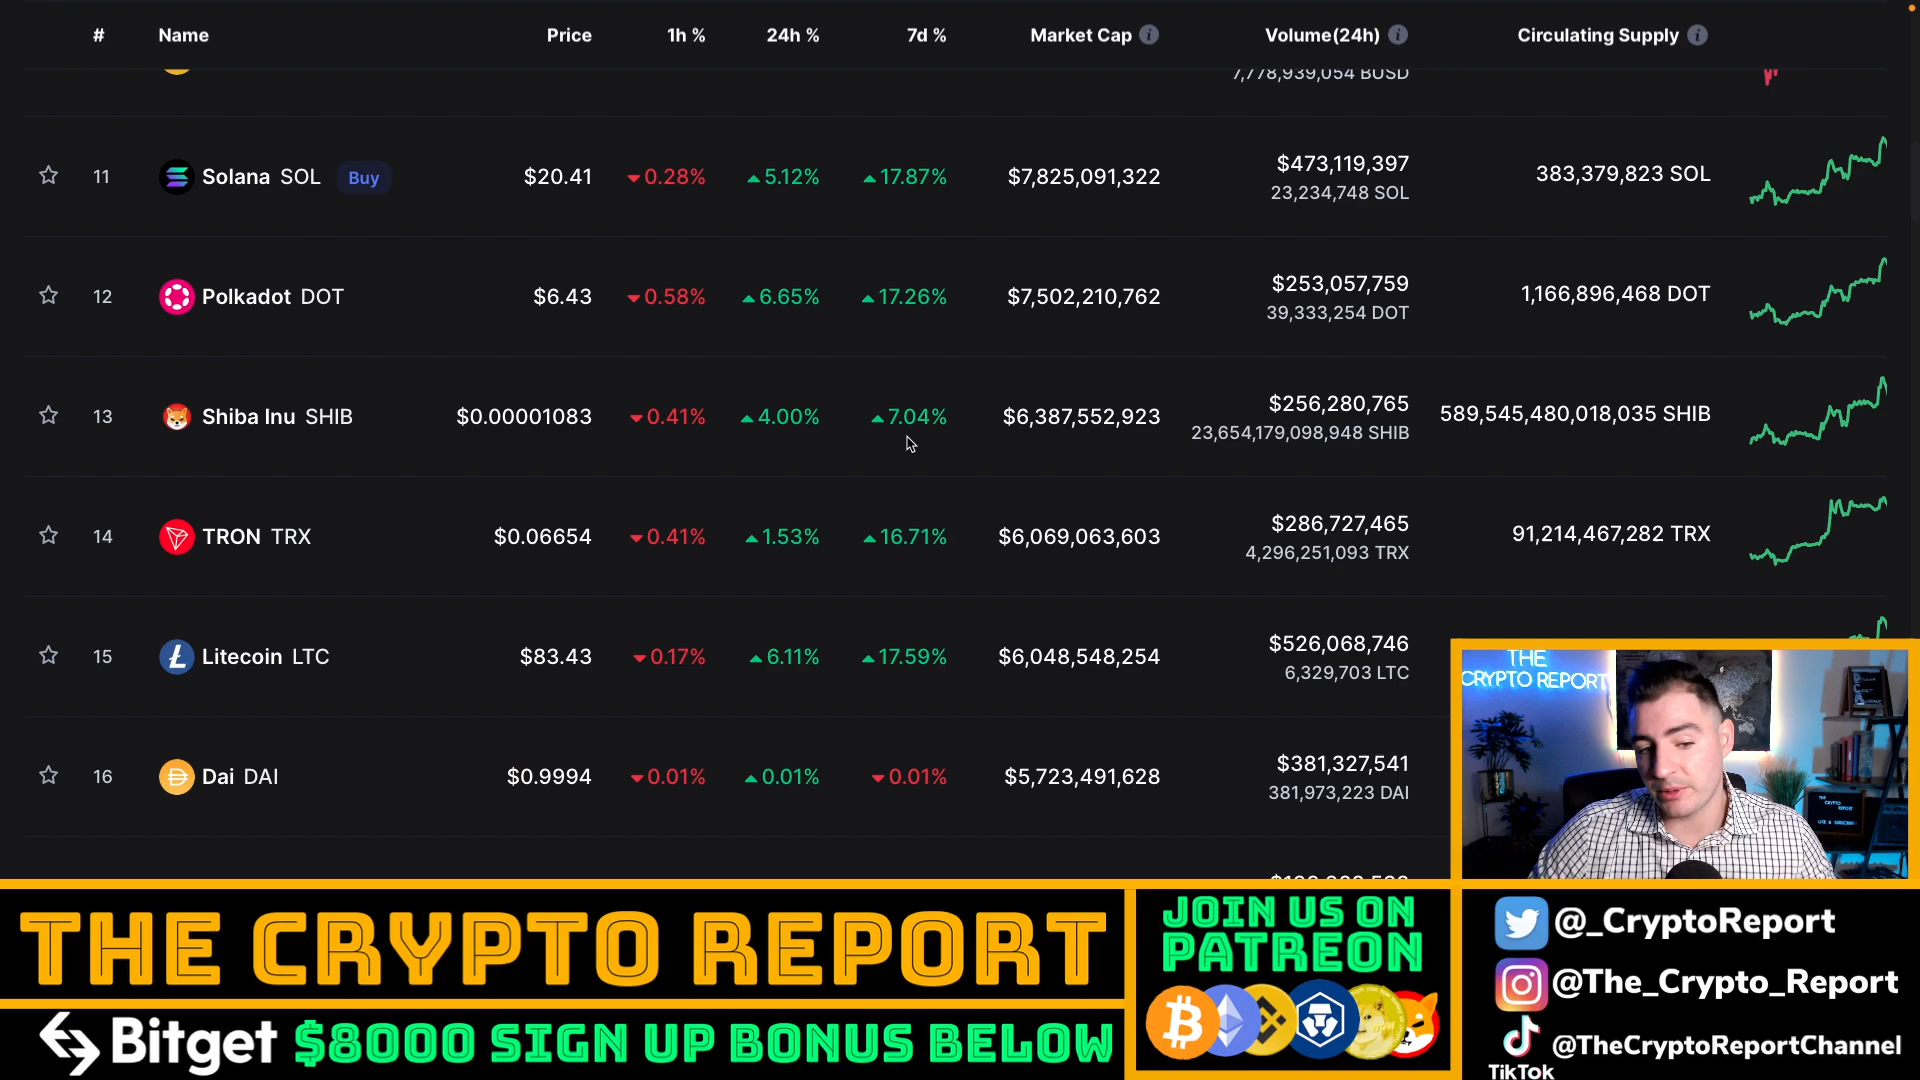 # Name Price 1h % 24h % 7d % Market Cap Volume(24h) Circulating Supply
7,778,939,054 BUSD
11 Solana SOL Buy $20.41 0.28% 5.12% 17.87% $7,825,091,322 $473,119,397 383,379,823 SOL
23,234,748 SOL
12 Polkadot DOT $6.43 0.58% 6.65% 17.26% $7,502,210,762 $253,057,759 1,166,896,468 DOT
39,333,254 DOT
13 Shiba Inu SHIB $0.00001083 0.41% 4.00% 7.04% $6,387,552,923 $256,280,765 589,545,480,018,035 SHIB
23,654,179,098,948 SHIB
14 TRON TRX $0.06654 0.41% 1.53% 16.71% $6,069,063,603 $286,727,465 91,214,467,282 TRX
4,296,251,093 TRX
15 Litecoin LTC $83.43 0.17% 6.11% 17.59% $6,048,548,254 $526,068,746
6,329,703 LTC
16 Dai DAI $0.9994 0.01% 0.01% 0.01% $5,723,491,628 $381,327,541
381,973,223 DAI
THE
CRYPTO REPORT
THE CRYPTO REPORT
Bitget $8000 SIGN UP BONUS BELOW
JOIN US ON
PATREON
@_CryptoReport
@The_Crypto_Report
@TheCryptoReportChannel
TikTok